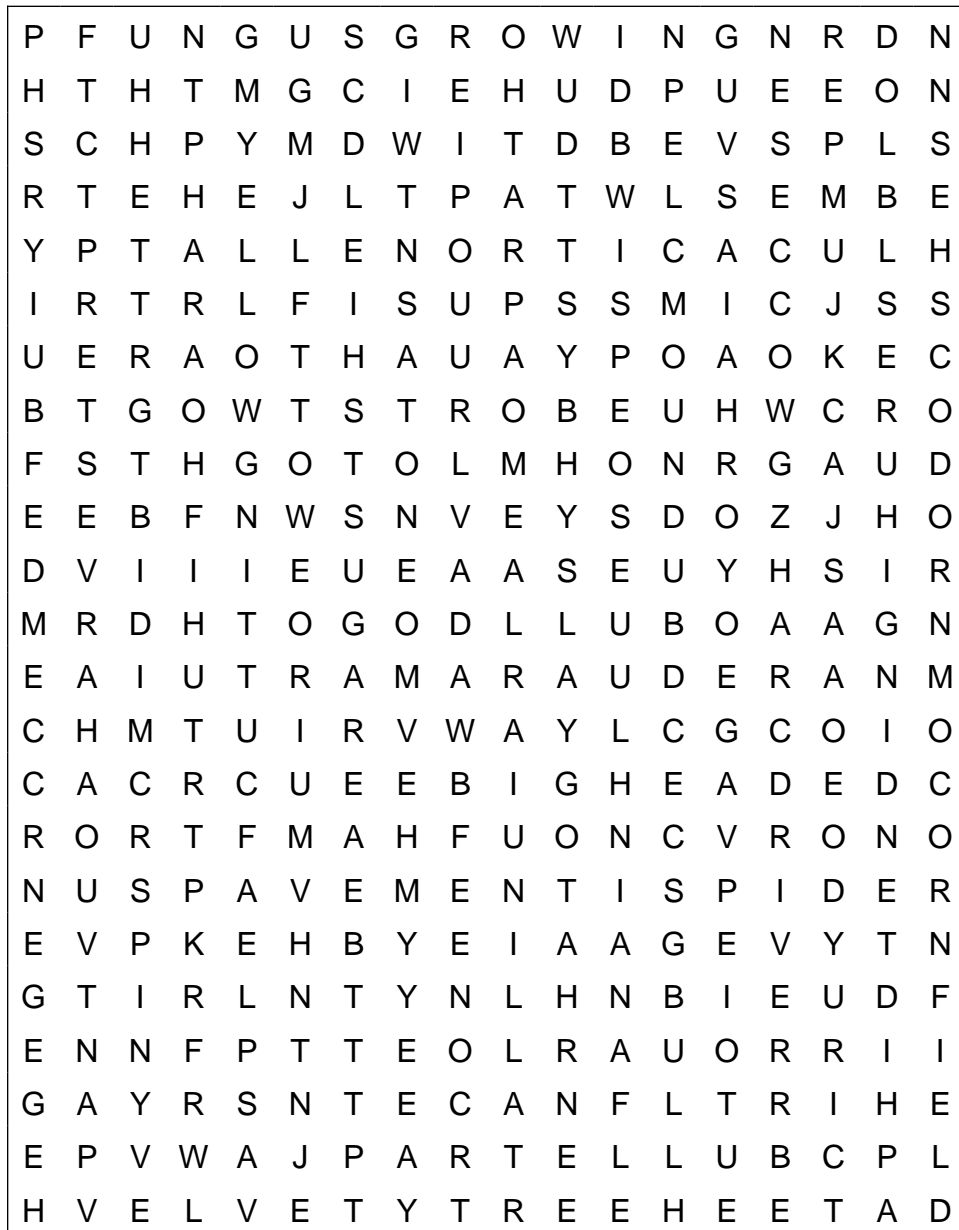 P F U N G U S G R O W I N G N R D N
H T H T M G C I E H U D P U E E O N
S C H P Y M D W I T D B E V S P L S
R T E H E J L T P A T W L S E M B E
Y P T A L L E N O R T I C A C U L H
I R T R L F I S U P S S M I C J S S
U E R A O T H A U A Y P O A O K E C
B T G O W T S T R O B E U H W C R O
F S T H G O T O L M H O N R G A U D
E E B F N W S N V E Y S D O Z J H O
D V I I I E U E A A S E U Y H S I R
M R D H T O G O D L L U B O A A G N
E A I U T R A M A R A U D E R A N M
C H M T U I R V W A Y L C G C O I O
C A C R C U E E B I G H E A D E D C
R O R T F M A H F U O N C V R O N O
N U S P A V E M E N T I S P I D E R
E V P K E H B Y E I A A G E V Y T N
G T I R L N T Y N L H N B I E U D F
E N N F P T T E O L R A U O R R I I
G A Y R S N T E C A N F L T R I H E
E P V W A J P A R T E L L U B C P L
H V E L V E T Y T R E E H E E T A D